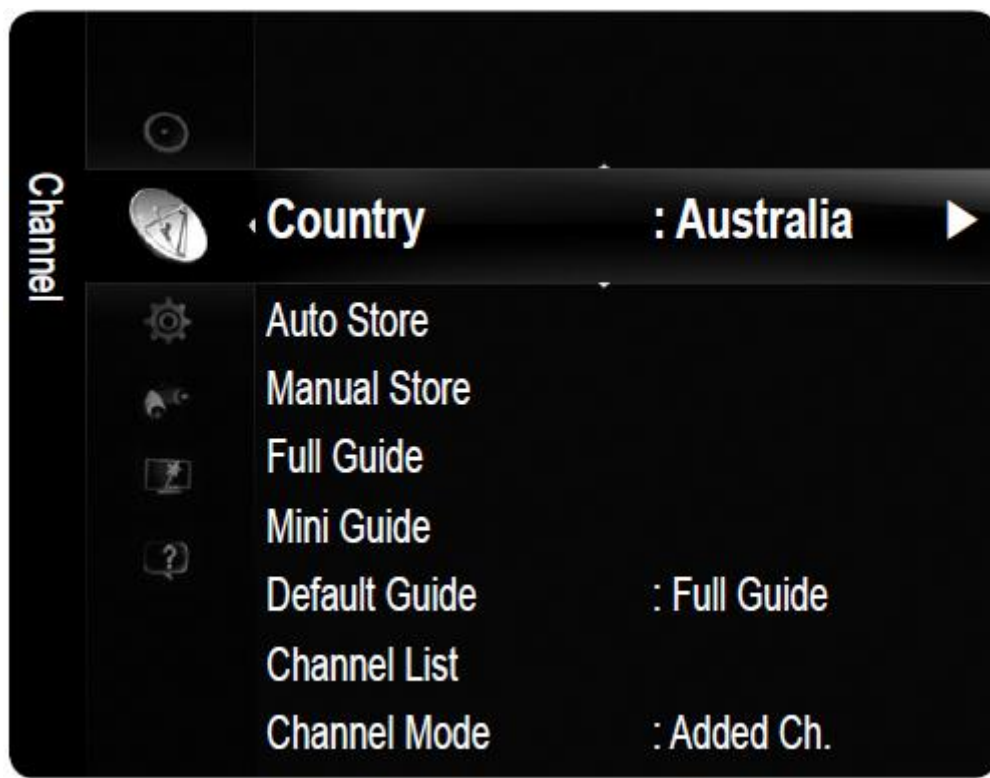 Channel
Country : Australia
Auto Store
Manual Store
Full Guide
Mini Guide
Default Guide : Full Guide
Channel List
Channel Mode : Added Ch.
?